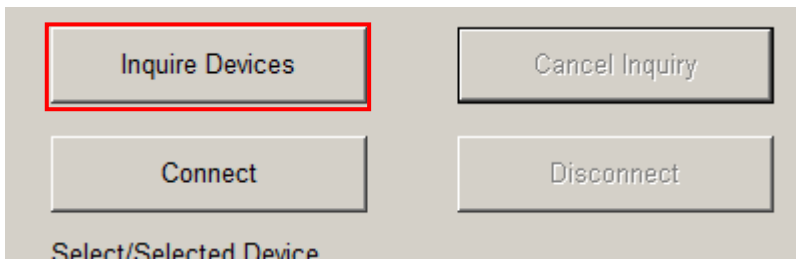 Inquire Devices
Cancel Inquiry
Connect
Disconnect
Select/Selected Device